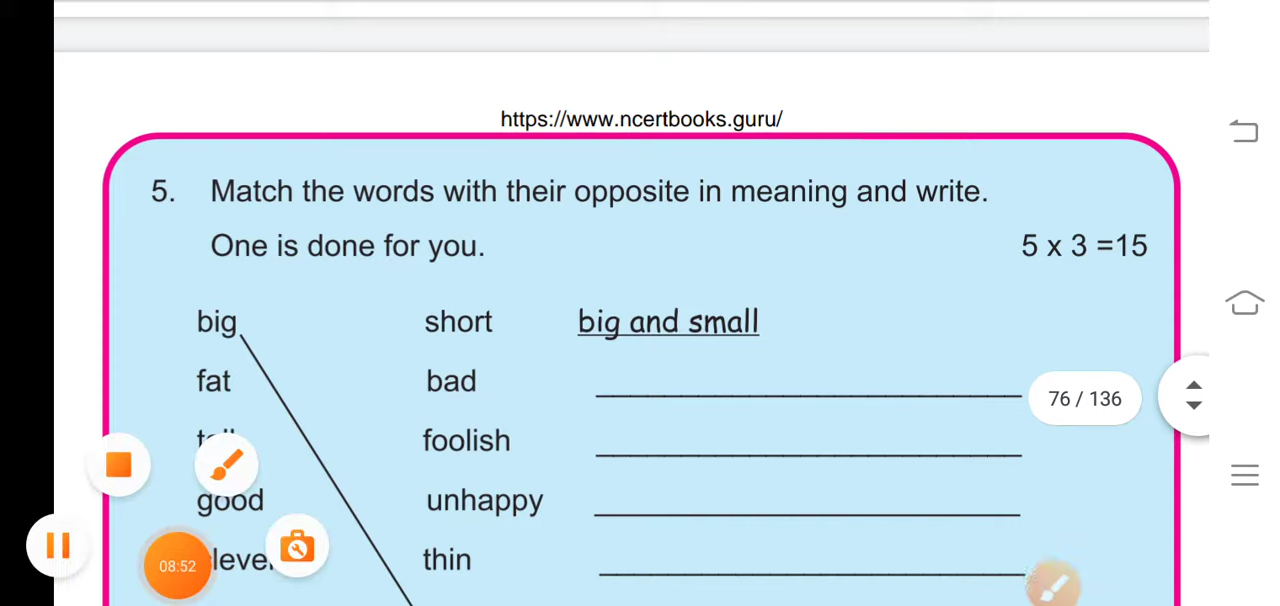 https://www.ncertbooks.guru/
5. Match the words with their opposite in meaning and write.
One is done for you. 5 x 3 =15
big short big and small
fat bad
76 / 136
foolish
good unhappy
thin
08:52